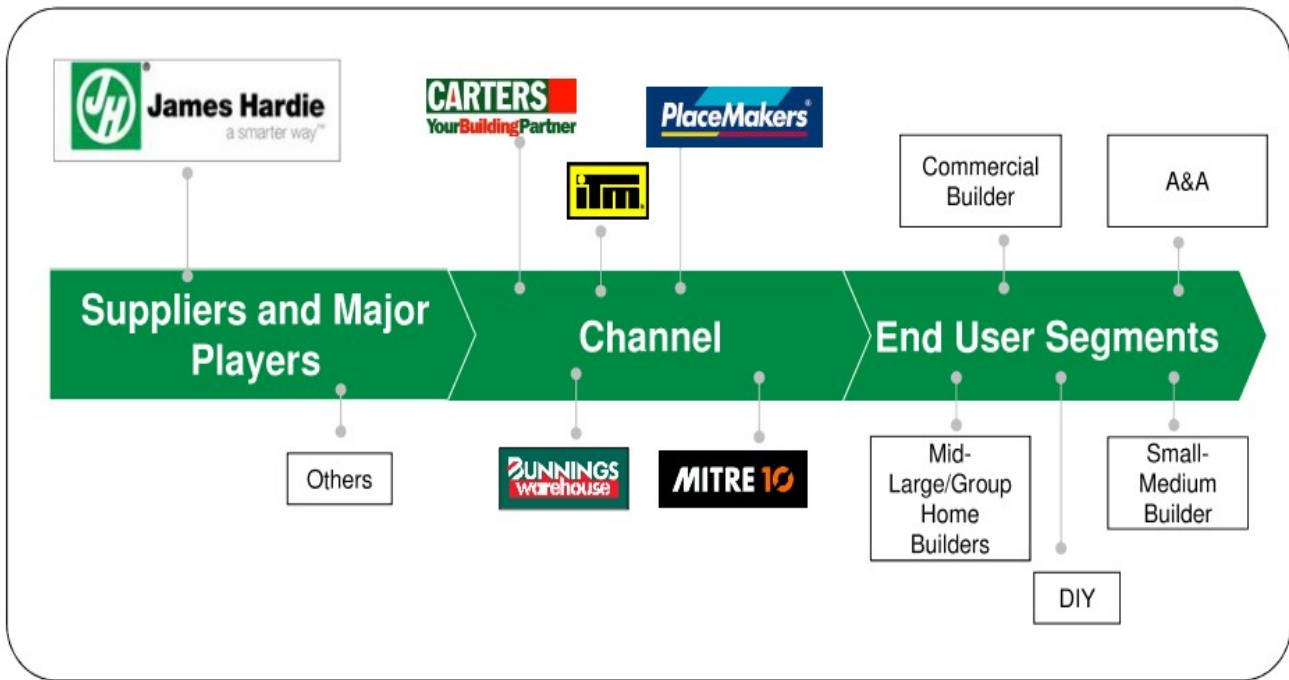 JH
®
James Hardie
a smarter way™
CARTERS
YourBuildingPartner
iTM®
PlaceMakers®
Commercial
Builder
A&A
Suppliers and Major
Players
Channel
End User Segments
Others
BUNNINGS
warehouse
MITRE 10
Mid-
Large/Group
Home
Builders
DIY
Small-
Medium
Builder